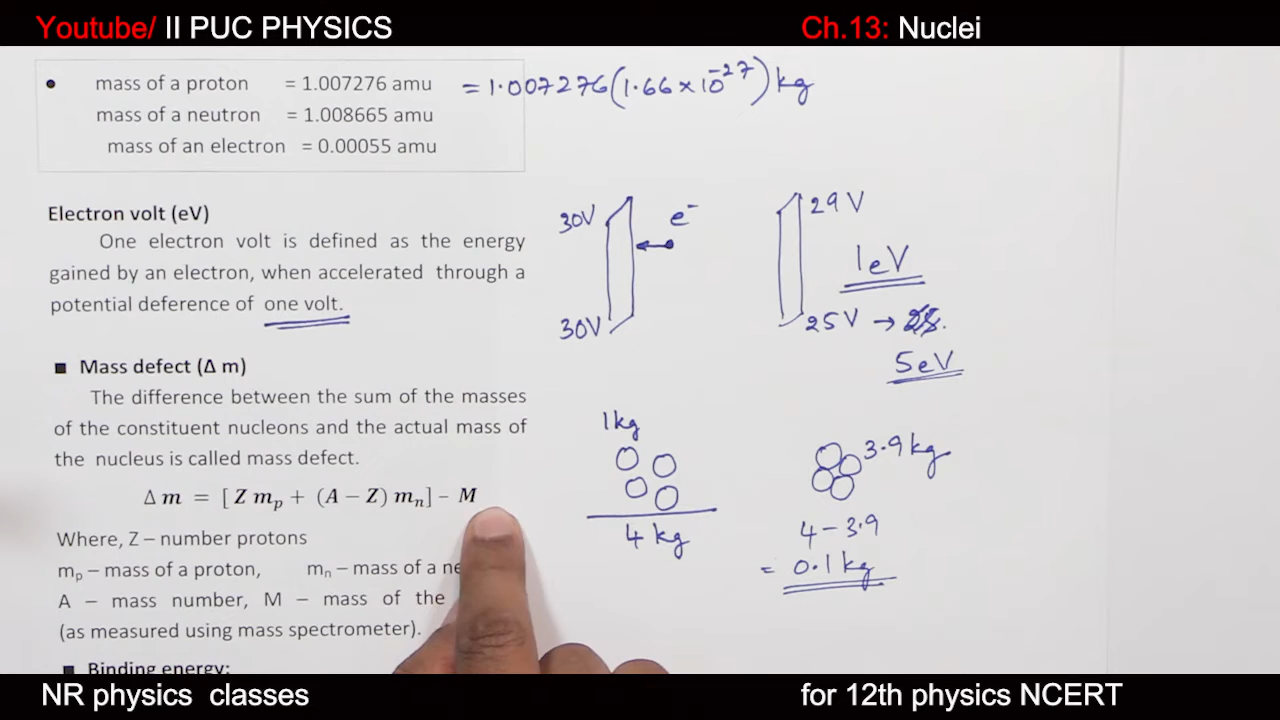 Youtube/ II PUC PHYSICS
Ch.13: Nuclei
mass of a proton = 1.007276 amu = 1.007276(1.66×10⁻²⁷) kg
mass of a neutron = 1.008665 amu
mass of an electron = 0.00055 amu
Electron volt (eV)
One electron volt is defined as the energy
gained by an electron, when accelerated through a
potential deference of one volt.
30V e⁻ 29V
1eV
30V 25V →
5eV
■ Mass defect (Δ m)
The difference between the sum of the masses
of the constituent nucleons and the actual mass of
the nucleus is called mass defect.
Δ m = [ Z mₚ + (A − Z) mₙ] − M
Where, Z – number protons
mₚ – mass of a proton, mₙ – mass of a ne
A – mass number, M – mass of the
(as measured using mass spectrometer).
■ Binding energy:
1kg
4 kg
3.9 kg
4 − 3.9
= 0.1 kg
NR physics classes
for 12th physics NCERT